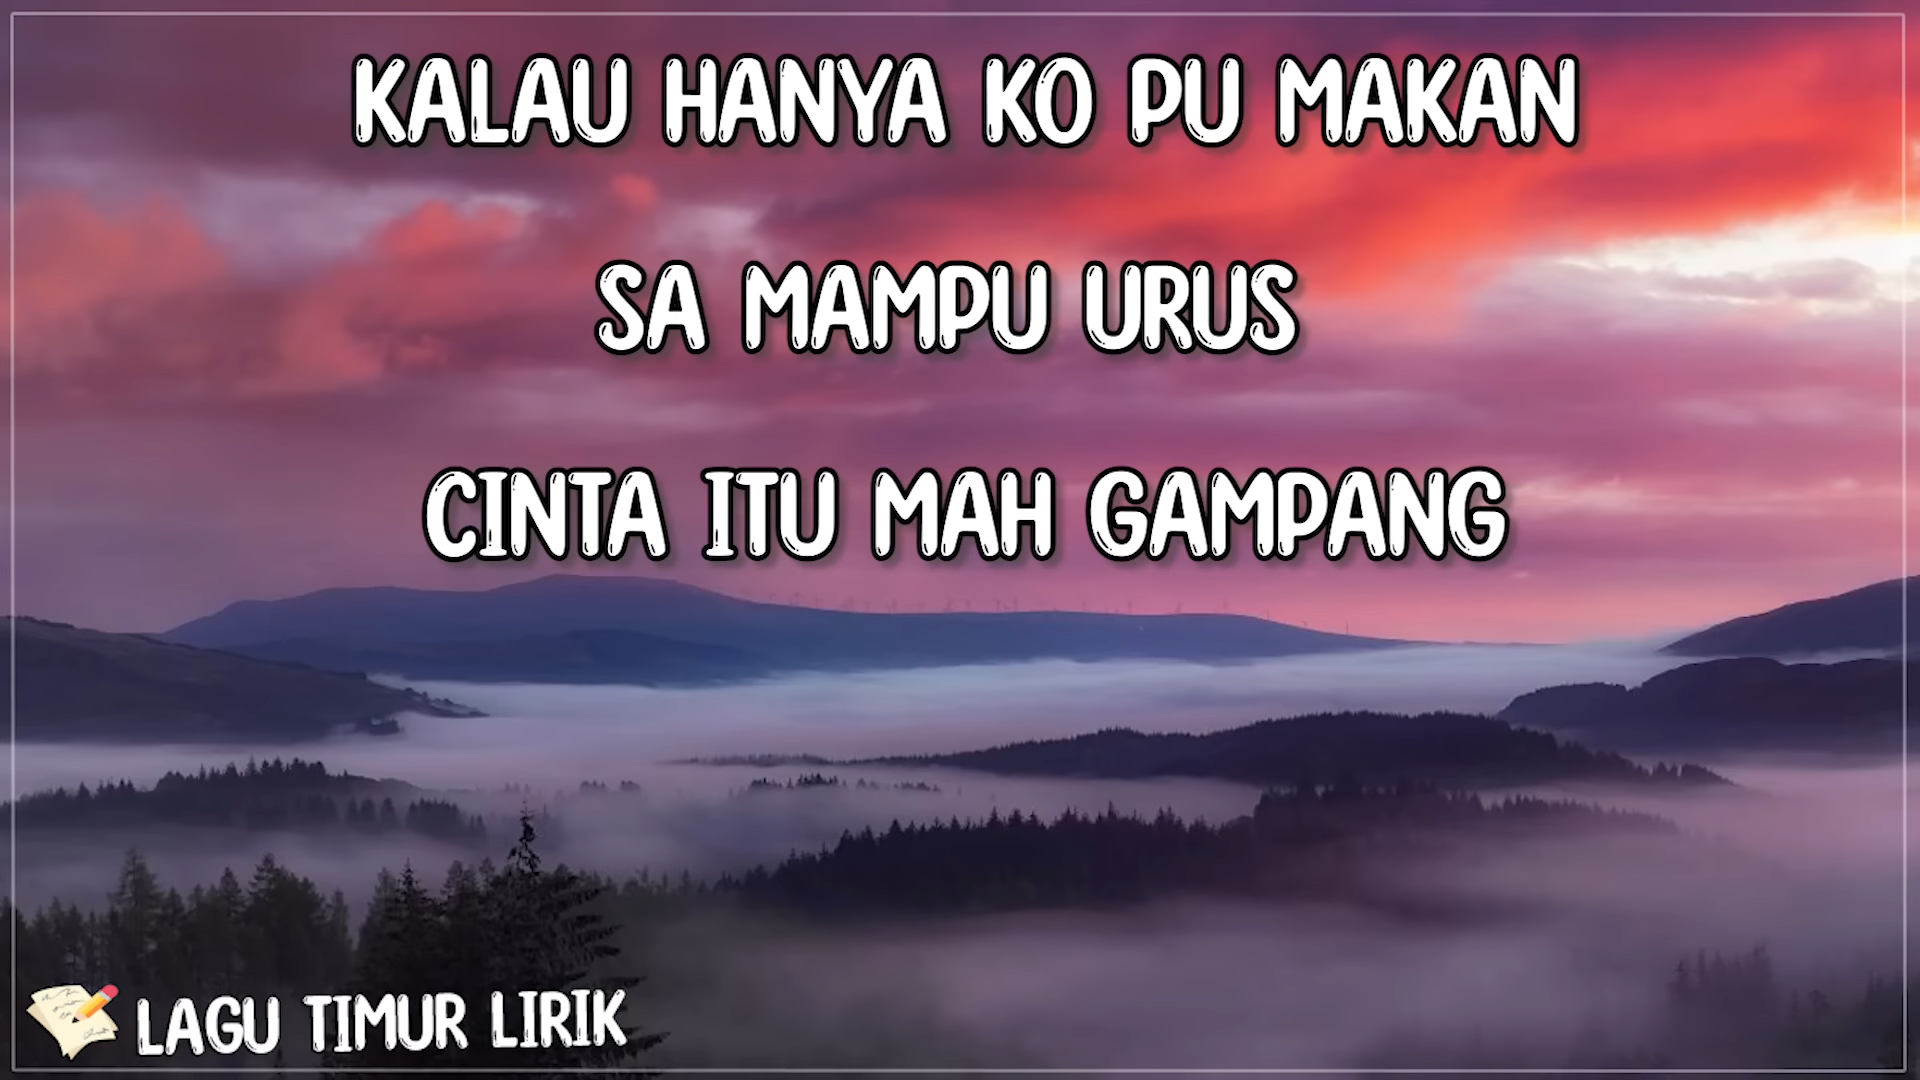 KALAU HANYA KO PU MAKAN
SA MAMPU URUS
CINTA ITU MAH GAMPANG
LAGU TIMUR LIRIK